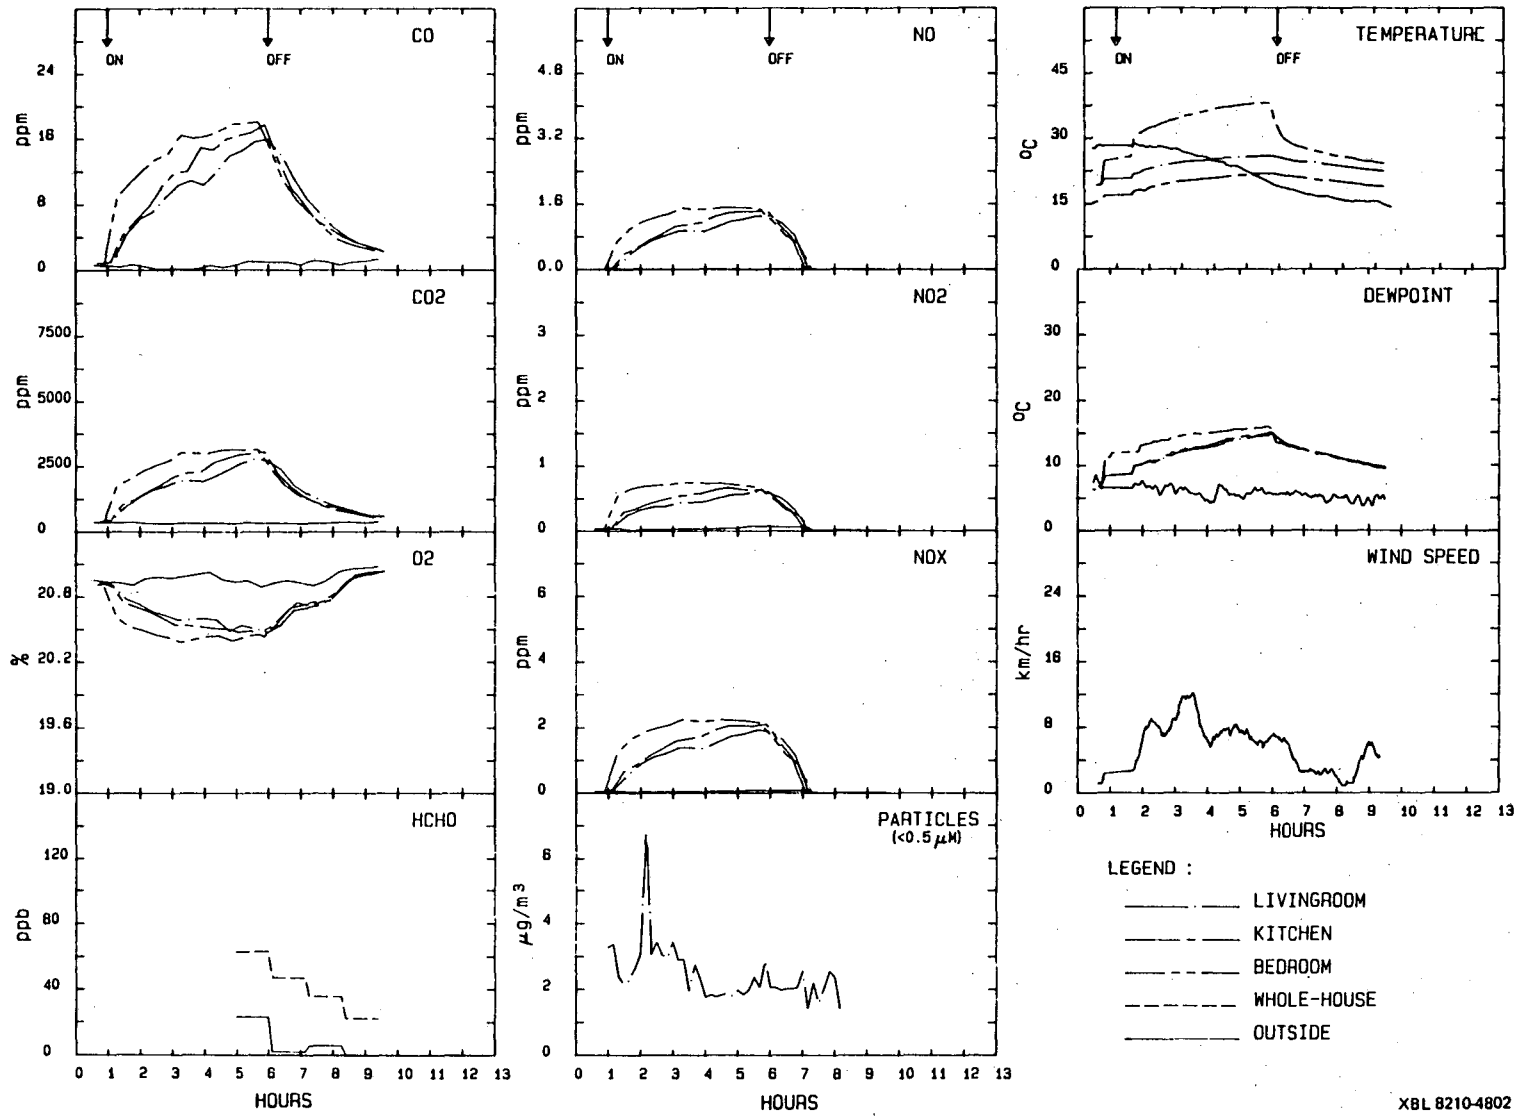 CO
ON
OFF
ppm
24
16
8
0
NO
ON
OFF
ppm
4.8
3.2
1.6
0.0
TEMPERATURE
ON
OFF
°C
45
30
15
0
CO2
ppm
7500
5000
2500
0
NO2
ppm
3
2
1
0
DEWPOINT
°C
30
20
10
0
O2
%
20.8
20.2
19.6
19.0
NOX
ppm
6
4
2
0
WIND SPEED
km/hr
24
16
8
0
0 1 2 3 4 5 6 7 8 9 10 11 12 13
HOURS
HCHO
ppb
120
80
40
0
0 1 2 3 4 5 6 7 8 9 10 11 12 13
HOURS
PARTICLES
(<0.5 μM)
μg/m³
6
4
2
0
0 1 2 3 4 5 6 7 8 9 10 11 12 13
HOURS
LEGEND :
LIVINGROOM
KITCHEN
BEDROOM
WHOLE-HOUSE
OUTSIDE
XBL 8210-4802